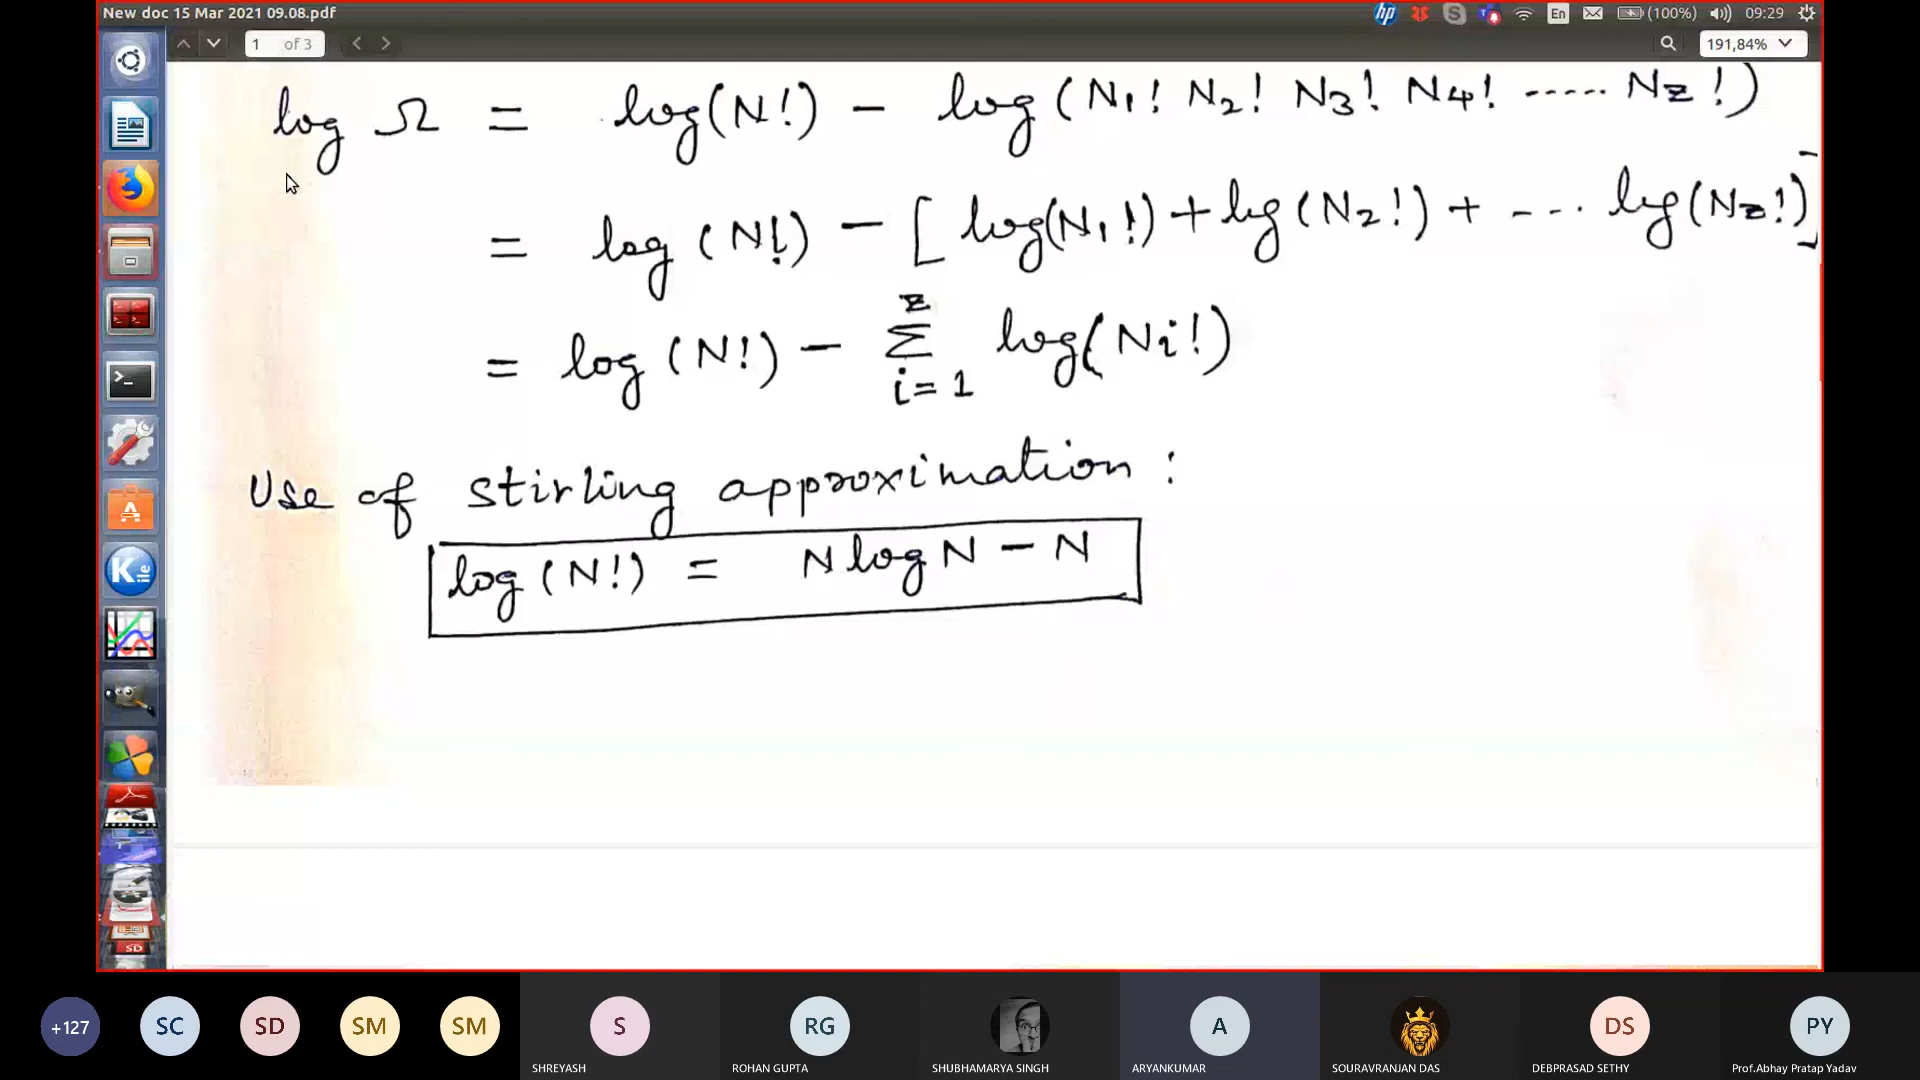 New doc 15 Mar 2021 09.08.pdf
En (100%) 09:29
1 of 3
191,84%
log Ω = log(N!) - log (N₁! N₂! N₃! N₄! ..... N_z!)
= log (N!) - [log(N₁!) + log (N₂!) + --... log(N_z!)]
= log (N!) - Σ_{i=1}^{z} log(Ni!)
Use of stirling approximation :
log (N!) = N log N - N
+127 SC SD SM SM S RG A DS PY
SHREYASH ROHAN GUPTA SHUBHAMARYA SINGH ARYANKUMAR SOURAVRANJAN DAS DEBPRASAD SETHY Prof.Abhay Pratap Yadav